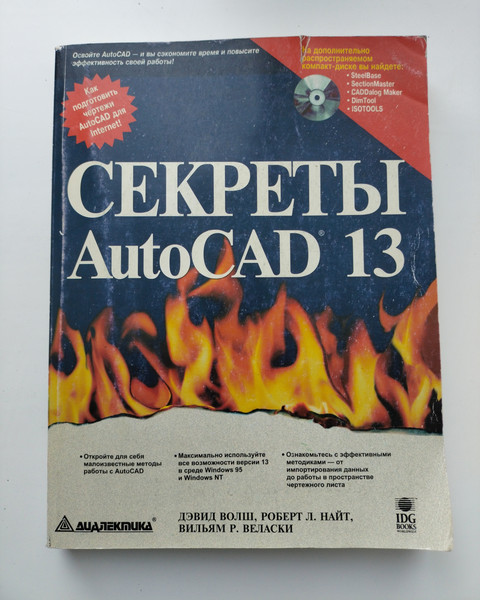 Освойте AutoCAD — и вы сэкономите время и повысите
эффективность своей работы!
На дополнительно
распространяемом
компакт-диске вы найдете:
• SteelBase
• SectionMaster
• CADDalog Maker
• DimTool
• ISOTOOLS
Как
подготовить
чертежи
AutoCAD для
Internet!
СЕКРЕТЫ
AutoCAD® 13
• Откройте для себя
малоизвестные методы
работы с AutoCAD
• Максимально используйте
все возможности версии 13
в среде Windows 95
и Windows NT
• Ознакомьтесь с эффективными
методиками — от
импортирования данных
до работы в пространстве
чертежного листа
ДИАЛЕКТИКА®
ДЭВИД ВОЛШ, РОБЕРТ Л. НАЙТ,
ВИЛЬЯМ Р. ВЕЛАСКИ
IDG
BOOKS
WORLDWIDE